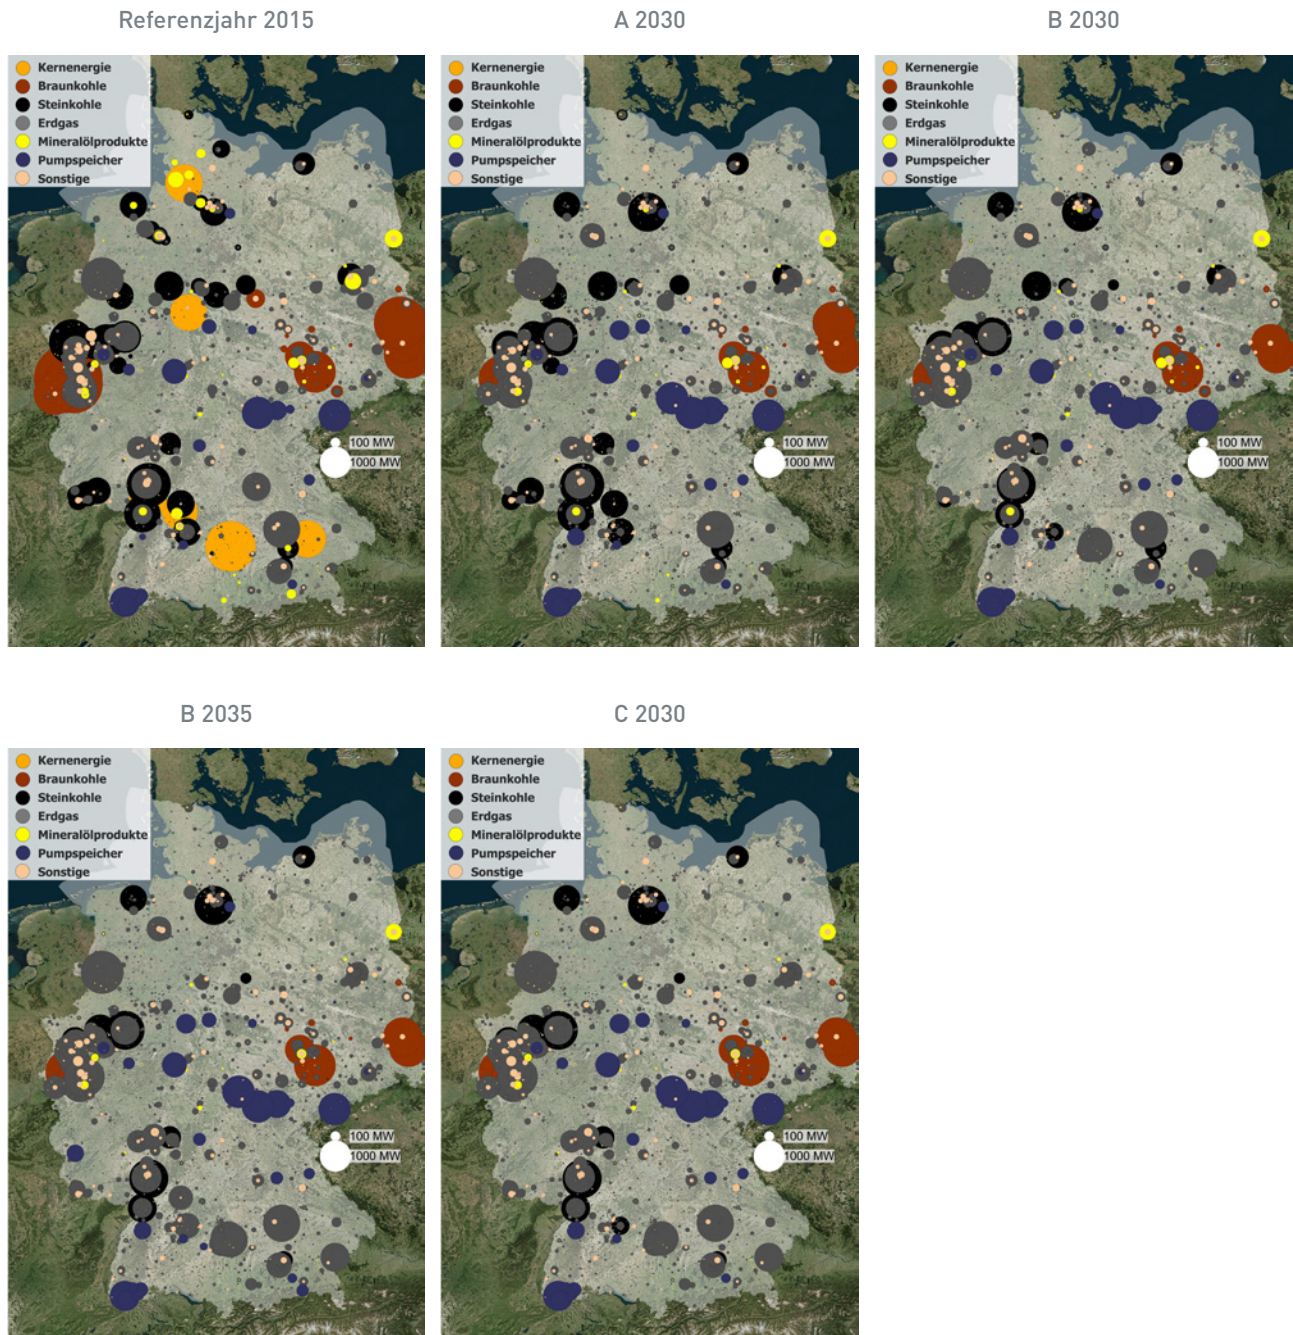 Referenzjahr 2015
A 2030
B 2030
Kernenergie
Braunkohle
Steinkohle
Erdgas
Mineralölprodukte
Pumpspeicher
Sonstige
100 MW
1000 MW
Kernenergie
Braunkohle
Steinkohle
Erdgas
Mineralölprodukte
Pumpspeicher
Sonstige
100 MW
1000 MW
Kernenergie
Braunkohle
Steinkohle
Erdgas
Mineralölprodukte
Pumpspeicher
Sonstige
100 MW
1000 MW
B 2035
C 2030
Kernenergie
Braunkohle
Steinkohle
Erdgas
Mineralölprodukte
Pumpspeicher
Sonstige
100 MW
1000 MW
Kernenergie
Braunkohle
Steinkohle
Erdgas
Mineralölprodukte
Pumpspeicher
Sonstige
100 MW
1000 MW